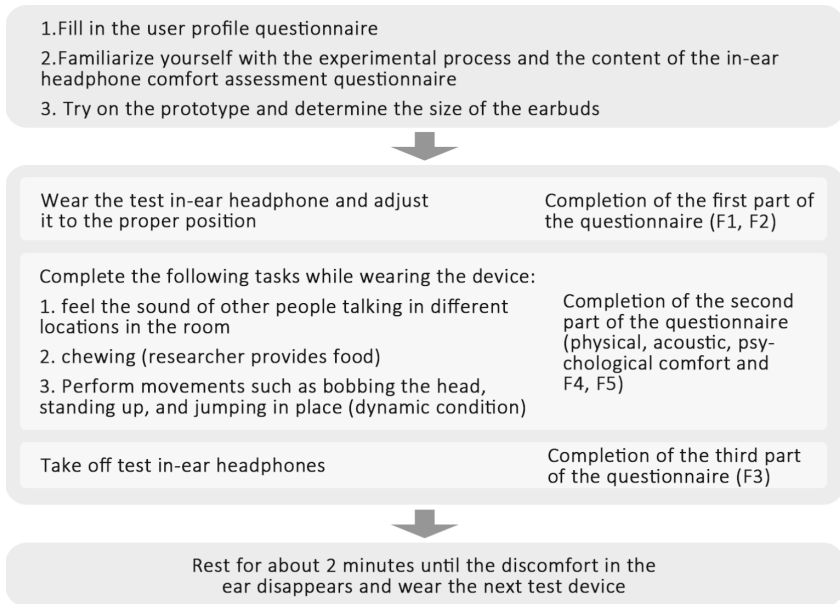 1.Fill in the user profile questionnaire
2.Familiarize yourself with the experimental process and the content of the in-ear
headphone comfort assessment questionnaire
3. Try on the prototype and determine the size of the earbuds
Wear the test in-ear headphone and adjust
it to the proper position
Completion of the first part of
the questionnaire (F1, F2)
Complete the following tasks while wearing the device:
1. feel the sound of other people talking in different
locations in the room
2. chewing (researcher provides food)
3. Perform movements such as bobbing the head,
standing up, and jumping in place (dynamic condition)
Completion of the second
part of the questionnaire
(physical, acoustic, psy-
chological comfort and
F4, F5)
Take off test in-ear headphones
Completion of the third part
of the questionnaire (F3)
Rest for about 2 minutes until the discomfort in the
ear disappears and wear the next test device